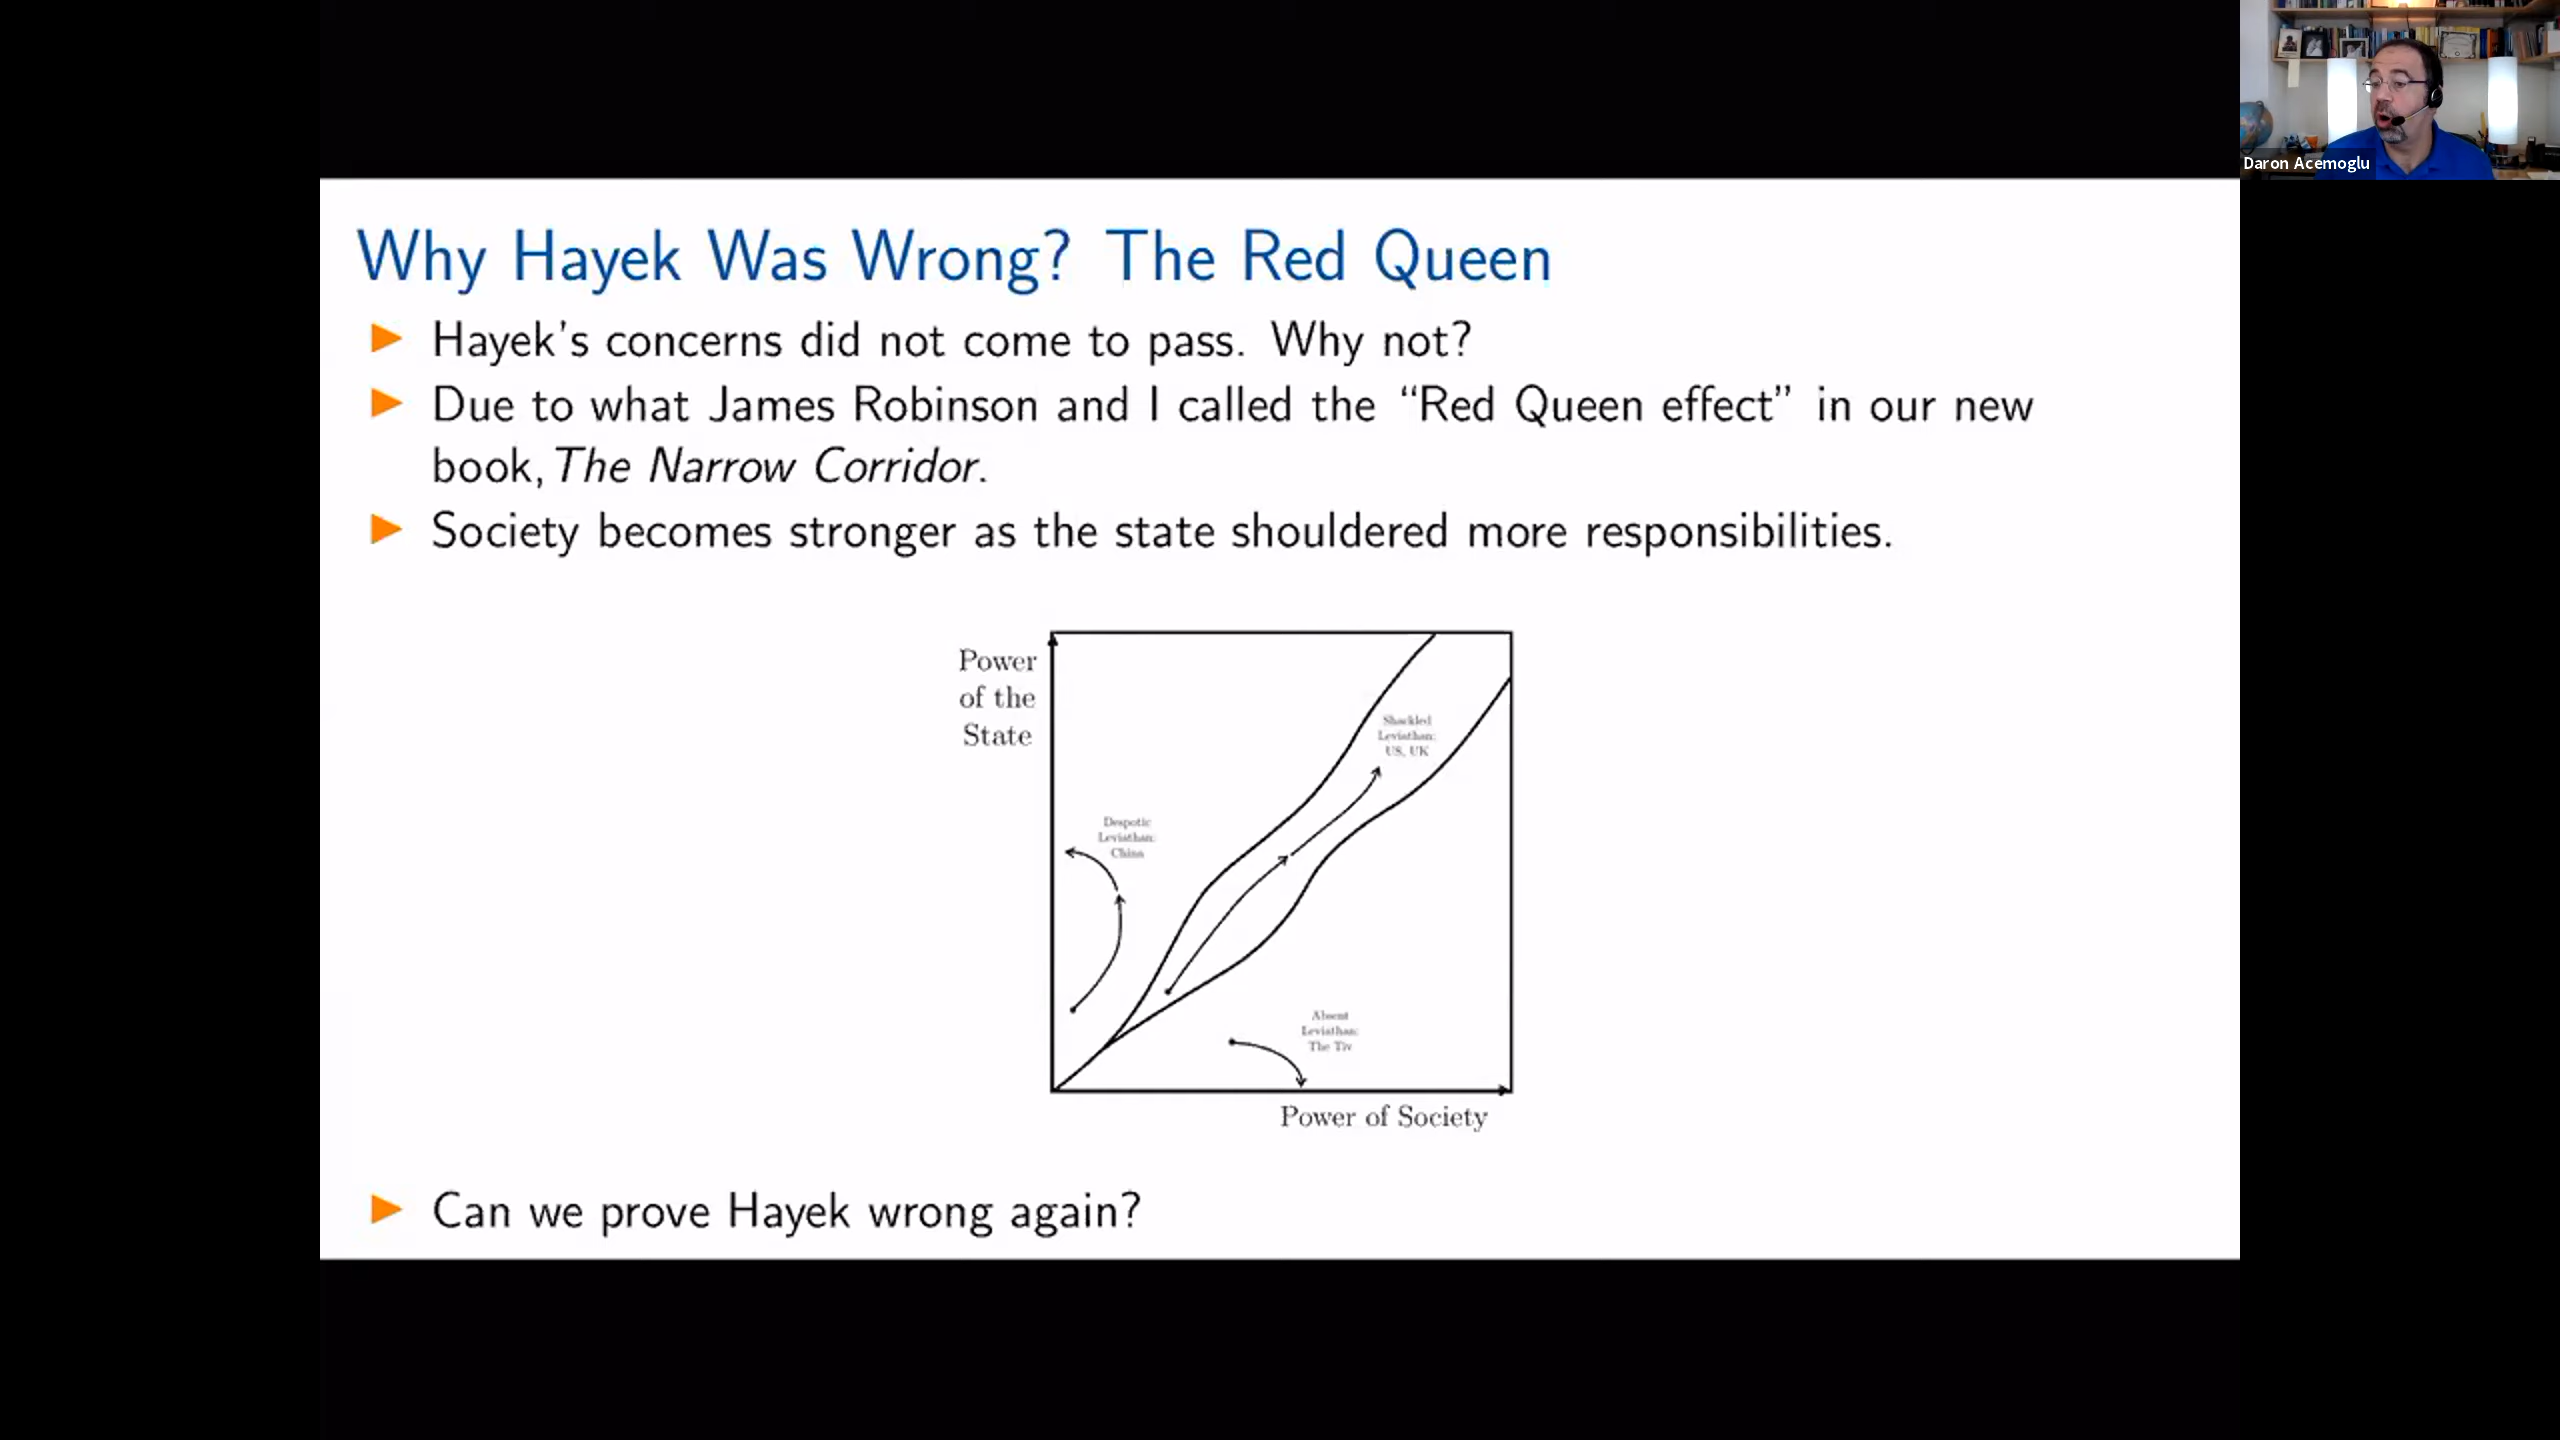 Daron Acemoglu
Why Hayek Was Wrong? The Red Queen
Hayek's concerns did not come to pass. Why not?
Due to what James Robinson and I called the “Red Queen effect” in our new
book, The Narrow Corridor.
Society becomes stronger as the state shouldered more responsibilities.
Power
of the
State
Shackled
Leviathan:
US, UK
Despotic
Leviathan:
China
Absent
Leviathan:
The Tiv
Power of Society
Can we prove Hayek wrong again?